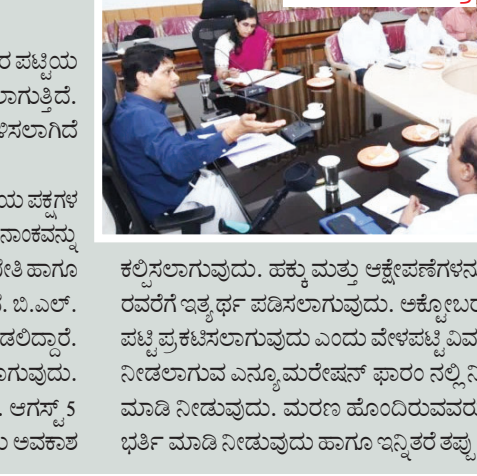 ರ ಪಟ್ಟಿಯ
ಲಾಗುತ್ತಿದೆ.
ಳಿಸಲಾಗಿದೆ
ಯ ಪಕ್ಷಗಳ
ನಾಂಕವನ್ನು
ೇತಿ ಹಾಗೂ
. ಬಿ.ಎಲ್.
ಡಲಿದ್ದಾರೆ.
ಾಗುವುದು.
. ಆಗಸ್ಟ್ 5
ು ಅವಕಾಶ
ಕಲ್ಪಿಸಲಾಗುವುದು. ಹಕ್ಕು ಮತ್ತು ಆಕ್ಷೇಪಣೆಗಳನ
ರವರೆಗೆ ಇತ್ಯರ್ಥ ಪಡಿಸಲಾಗುವುದು. ಅಕ್ಟೋಬರ
ಪಟ್ಟಿ ಪ್ರಕಟಿಸಲಾಗುವುದು ಎಂದು ವೇಳಪಟ್ಟಿ ವಿವ
ನೀಡಲಾಗುವ ಎನ್ಯೂಮರೇಷನ್ ಫಾರಂ ನಲ್ಲಿ ನಿ
ಮಾಡಿ ನೀಡುವುದು. ಮರಣ ಹೊಂದಿರುವವರ
ಭರ್ತಿ ಮಾಡಿ ನೀಡುವುದು ಹಾಗೂ ಇನ್ನಿತರೆ ತಪ್ಪು